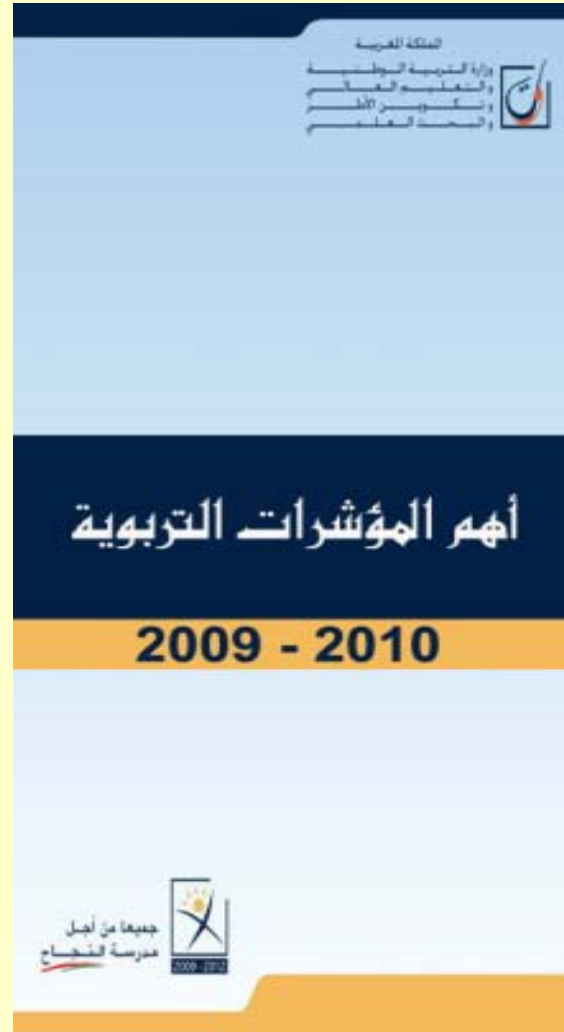 المملكة المغربية
وزارة التربية الوطنية
والتعليم العالي
وتكوين الأطر
والبحث العلمي
أهم المؤشرات التربوية
2009 - 2010
جميعا من أجل
مدرسة النجاح
2009 - 2012